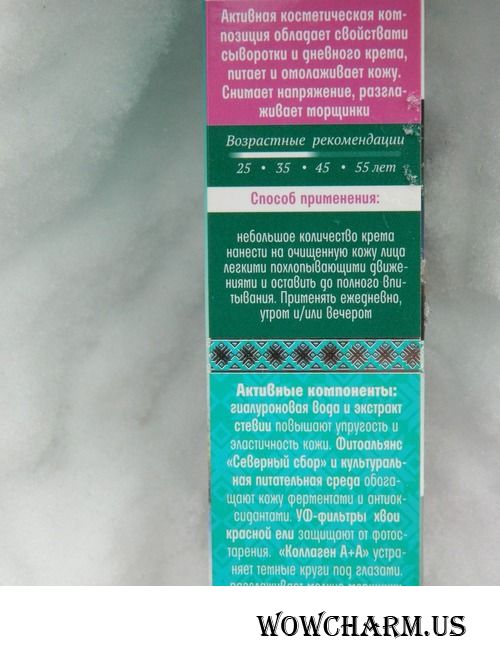 Активная косметическая ком-
позиция обладает свойствами
сыворотки и дневного крема,
питает и омолаживает кожу.
Снимает напряжение, разгла-
живает морщинки
Возрастные рекомендации
25 • 35 • 45 • 55 лет
Способ применения:
небольшое количество крема
нанести на очищенную кожу лица
легкими похлопывающими движе-
ниями и оставить до полного впи-
тывания. Применять ежедневно,
утром и/или вечером
Активные компоненты:
гиалуроновая вода и экстракт
стевии повышают упругость и
эластичность кожи. Фитоальянс
«Северный сбор» и культураль-
ная питательная среда обога-
щают кожу ферментами и антиок-
сидантами. УФ-фильтры хвои
красной ели защищают от фотос-
тарения. «Коллаген А+А» устра-
няет темные круги под глазами,
разглаживает мелкие морщинки
WOWCHARM.US